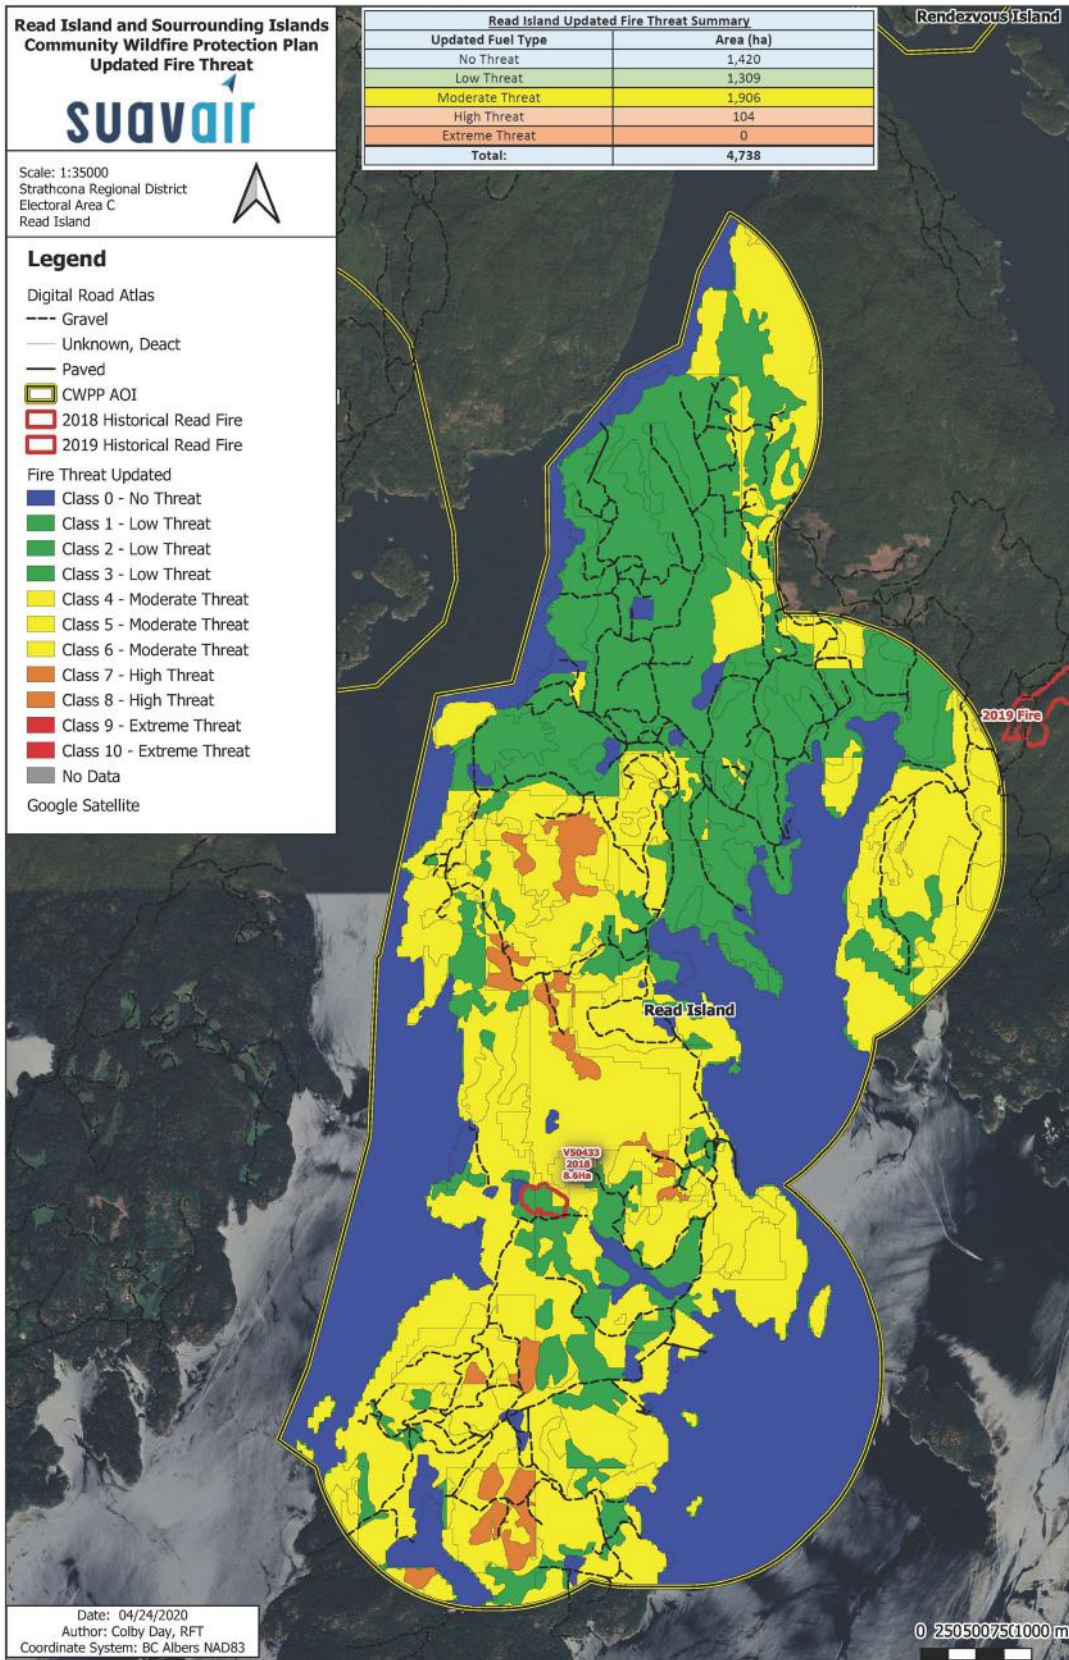 Read Island and Sourrounding Islands
Community Wildfire Protection Plan
Updated Fire Threat
suavair
Scale: 1:35000
Strathcona Regional District
Electoral Area C
Read Island
Legend
Digital Road Atlas
Gravel
Unknown, Deact
Paved
CWPP AOI
2018 Historical Read Fire
2019 Historical Read Fire
Fire Threat Updated
Class 0 - No Threat
Class 1 - Low Threat
Class 2 - Low Threat
Class 3 - Low Threat
Class 4 - Moderate Threat
Class 5 - Moderate Threat
Class 6 - Moderate Threat
Class 7 - High Threat
Class 8 - High Threat
Class 9 - Extreme Threat
Class 10 - Extreme Threat
No Data
Google Satellite
Read Island Updated Fire Threat Summary
Updated Fuel Type Area (ha)
No Threat 1,420
Low Threat 1,309
Moderate Threat 1,906
High Threat 104
Extreme Threat 0
Total: 4,738
Rendezvous Island
2019 Fire
Read Island
V50433
2018
8.6Ha
Date: 04/24/2020
Author: Colby Day, RFT
Coordinate System: BC Albers NAD83
0 2505007501000 m